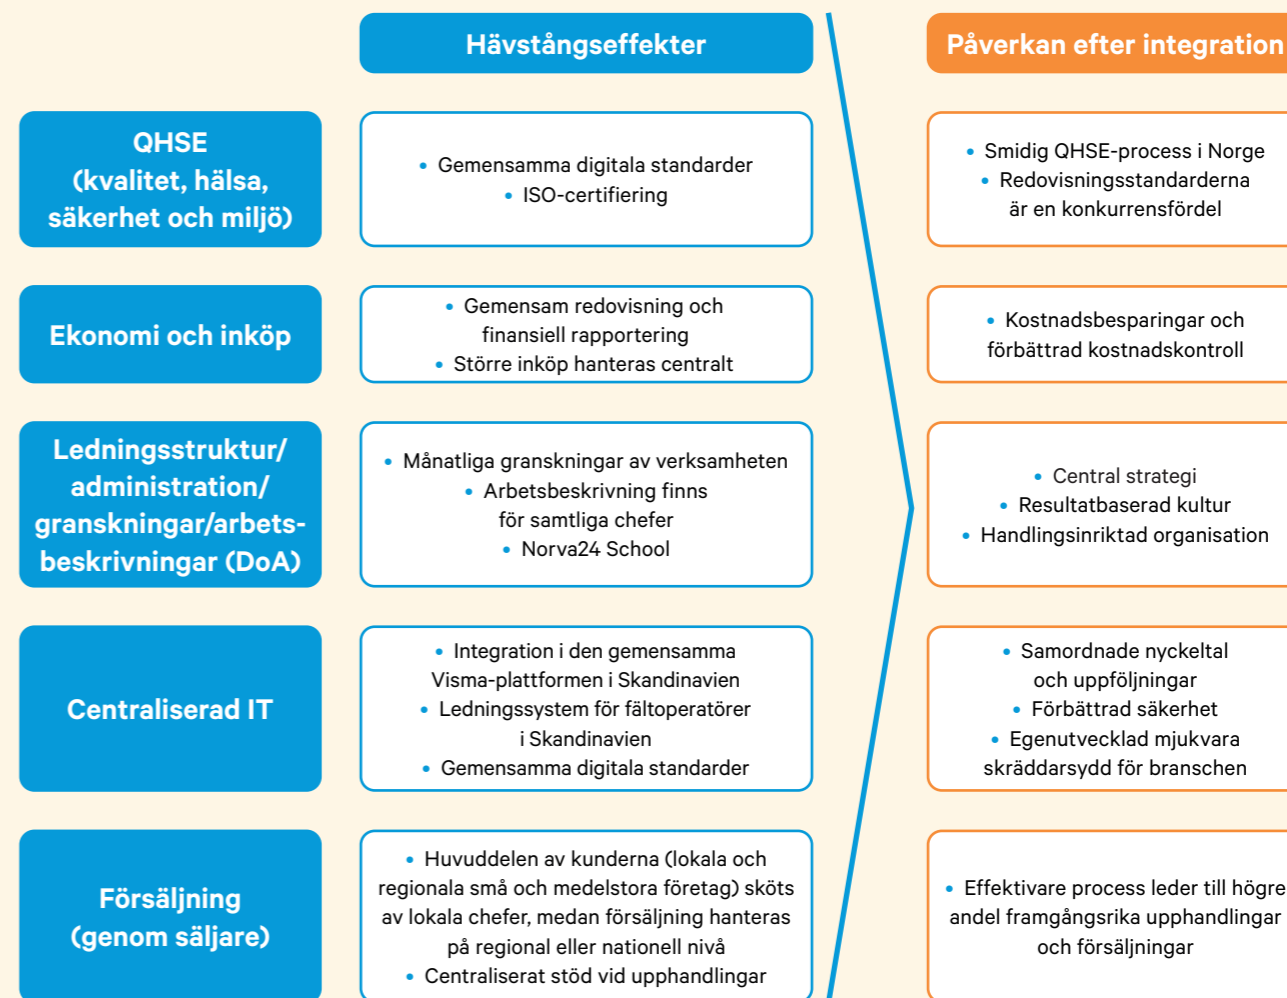 Hävstångseffekter
Påverkan efter integration
QHSE
(kvalitet, hälsa,
säkerhet och miljö)
• Gemensamma digitala standarder
• ISO-certifiering
• Smidig QHSE-process i Norge
• Redovisningsstandarderna
är en konkurrensfördel
Ekonomi och inköp
• Gemensam redovisning och
finansiell rapportering
• Större inköp hanteras centralt
• Kostnadsbesparingar och
förbättrad kostnadskontroll
Ledningsstruktur/
administration/
granskningar/arbets-
beskrivningar (DoA)
• Månatliga granskningar av verksamheten
• Arbetsbeskrivning finns
för samtliga chefer
• Norva24 School
• Central strategi
• Resultatbaserad kultur
• Handlingsinriktad organisation
Centraliserad IT
• Integration i den gemensamma
Visma-plattformen i Skandinavien
• Ledningssystem för fältoperatörer
i Skandinavien
• Gemensamma digitala standarder
• Samordnade nyckeltal
och uppföljningar
• Förbättrad säkerhet
• Egenutvecklad mjukvara
skräddarsydd för branschen
Försäljning
(genom säljare)
• Huvuddelen av kunderna (lokala och
regionala små och medelstora företag) sköts
av lokala chefer, medan försäljning hanteras
på regional eller nationell nivå
• Centraliserat stöd vid upphandlingar
• Effektivare process leder till högre
andel framgångsrika upphandlingar
och försäljningar